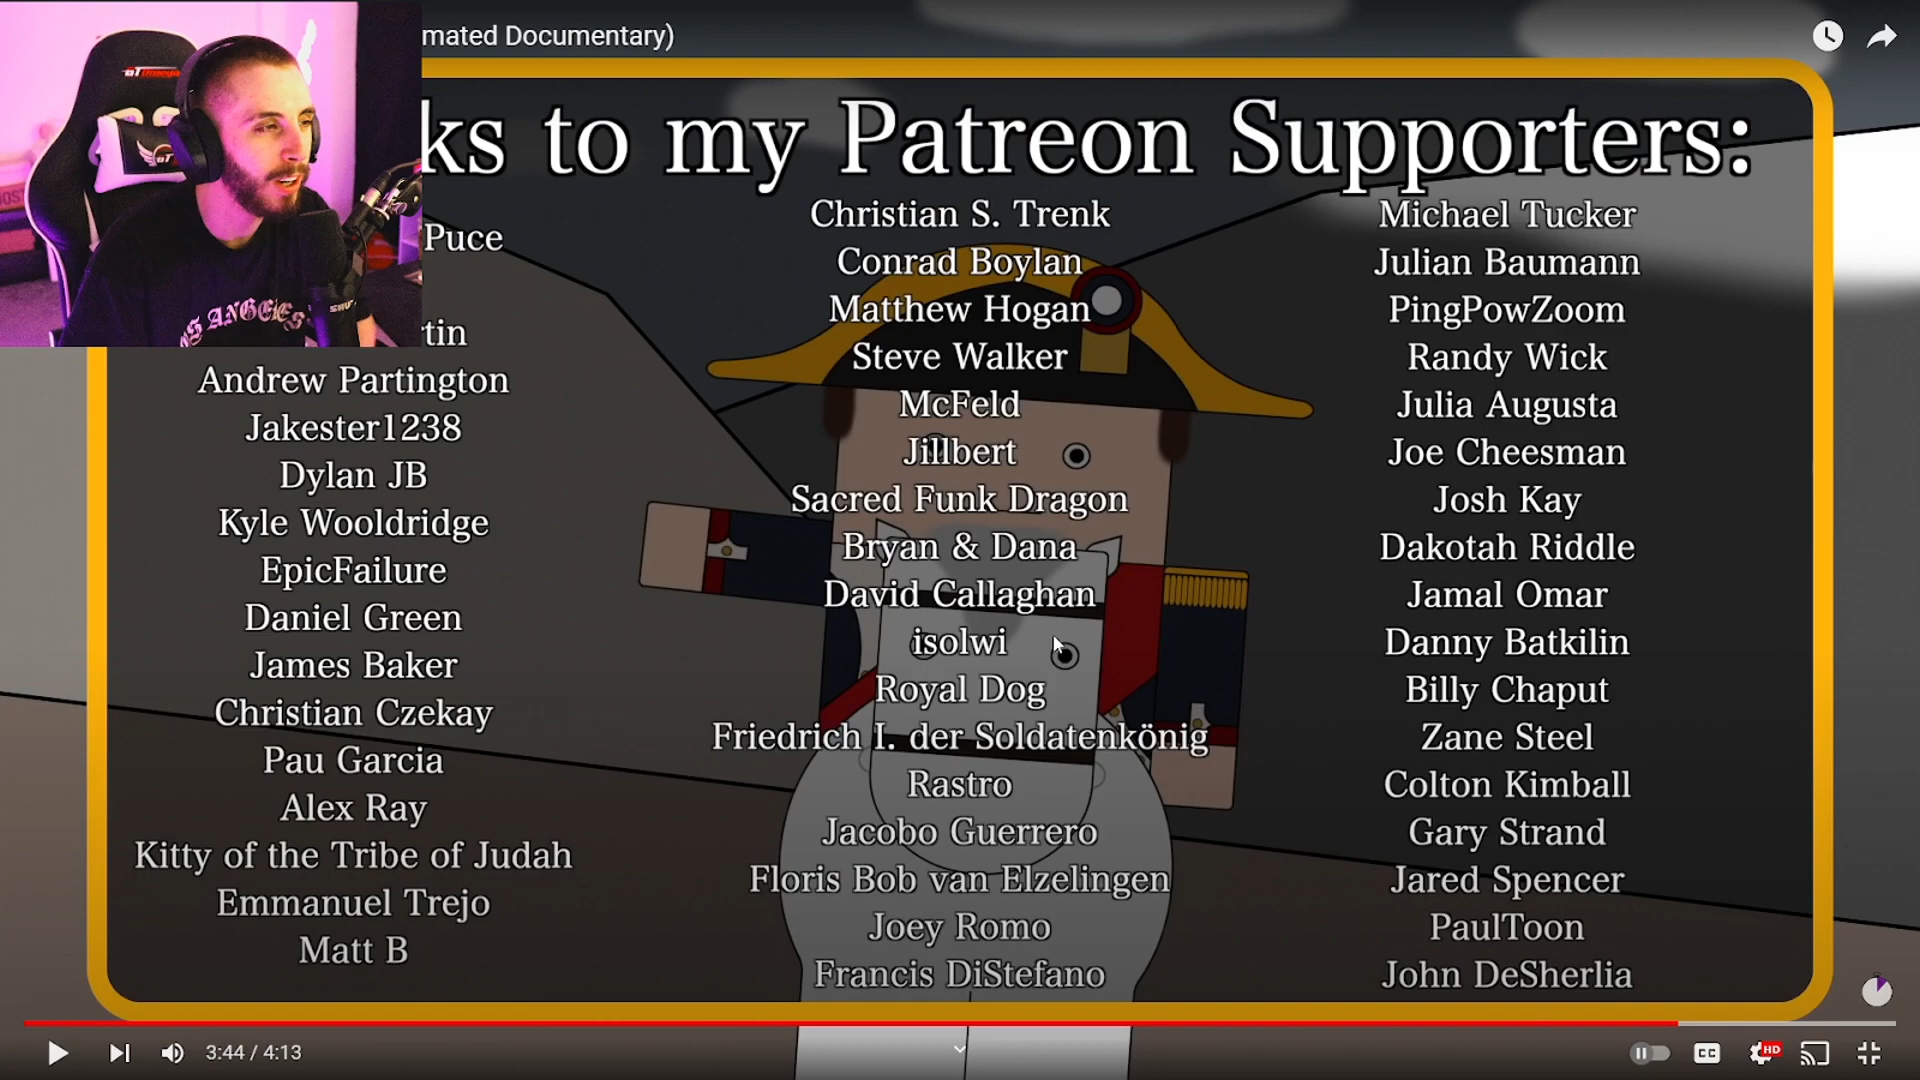 mated Documentary)
ks to my Patreon Supporters:
Puce
tin
Andrew Partington
Jakester1238
Dylan JB
Kyle Wooldridge
EpicFailure
Daniel Green
James Baker
Christian Czekay
Pau Garcia
Alex Ray
Kitty of the Tribe of Judah
Emmanuel Trejo
Matt B
Christian S. Trenk
Conrad Boylan
Matthew Hogan
Steve Walker
McFeld
Jillbert
Sacred Funk Dragon
Bryan & Dana
David Callaghan
isolwi
Royal Dog
Friedrich I. der Soldatenkönig
Rastro
Jacobo Guerrero
Floris Bob van Elzelingen
Joey Romo
Francis DiStefano
Michael Tucker
Julian Baumann
PingPowZoom
Randy Wick
Julia Augusta
Joe Cheesman
Josh Kay
Dakotah Riddle
Jamal Omar
Danny Batkilin
Billy Chaput
Zane Steel
Colton Kimball
Gary Strand
Jared Spencer
PaulToon
John DeSherlia
OS ANGELES
3:44 / 4:13
CC
HD